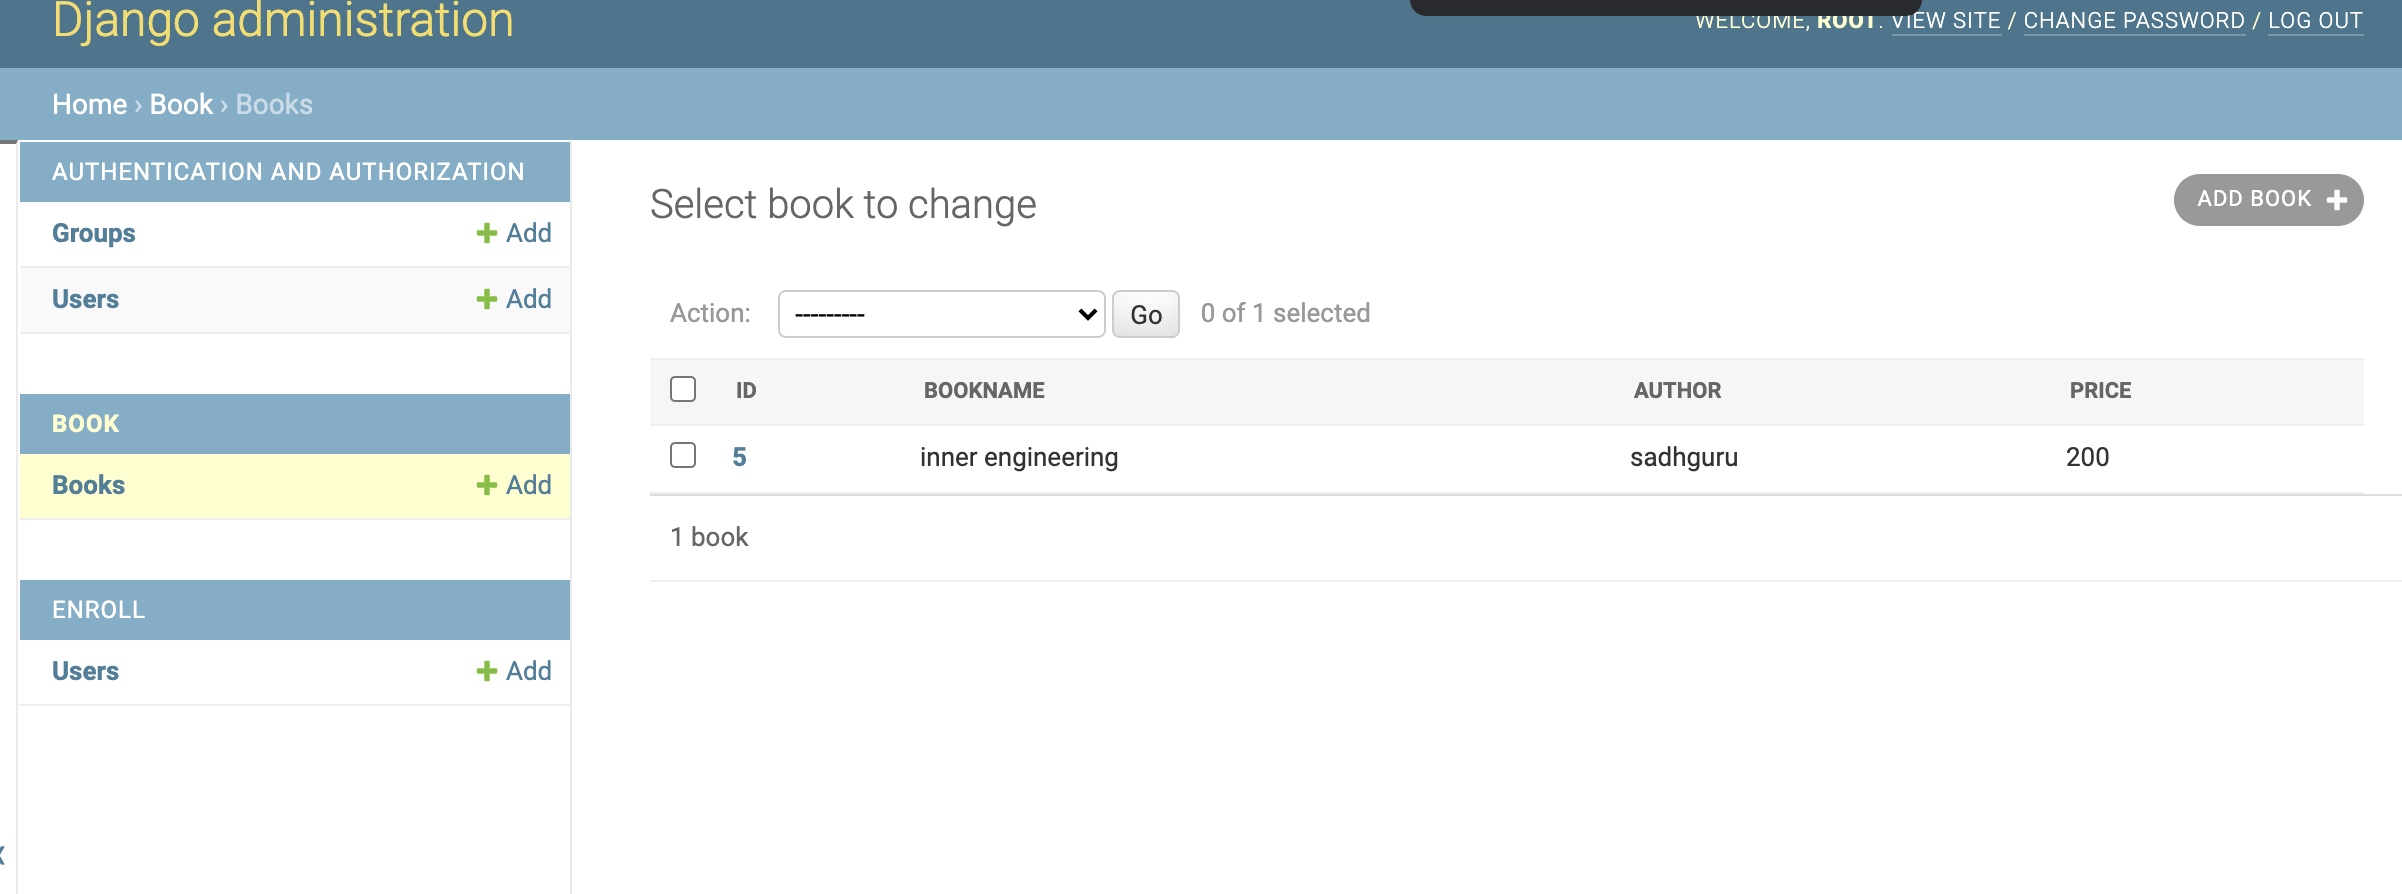 Django administration
WELCOME, ROOT. VIEW SITE / CHANGE PASSWORD / LOG OUT
Home › Book › Books
AUTHENTICATION AND AUTHORIZATION
Groups + Add
Users + Add
BOOK
Books + Add
ENROLL
Users + Add
Select book to change
ADD BOOK +
Action: --------- Go 0 of 1 selected
ID BOOKNAME AUTHOR PRICE
5 inner engineering sadhguru 200
1 book